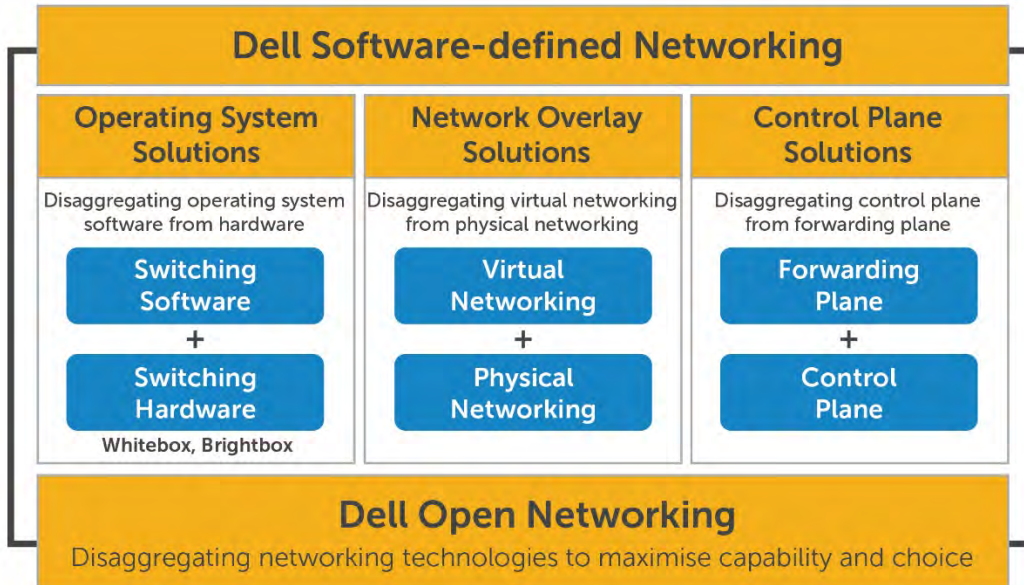 Dell Software-defined Networking
Operating System
Solutions
Disaggregating operating system
software from hardware
Switching
Software
+
Switching
Hardware
Whitebox, Brightbox
Network Overlay
Solutions
Disaggregating virtual networking
from physical networking
Virtual
Networking
+
Physical
Networking
Control Plane
Solutions
Disaggregating control plane
from forwarding plane
Forwarding
Plane
+
Control
Plane
Dell Open Networking
Disaggregating networking technologies to maximise capability and choice